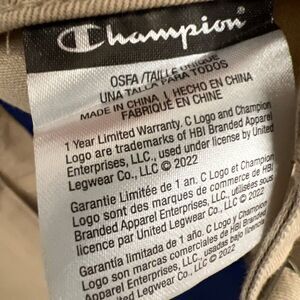 Champion
OSFA/TAILLE UNIQUE
UNA TALLA PARA TODOS
MADE IN CHINA | HECHO EN CHINA
FABRIQUÉ EN CHINE
1 Year Limited Warranty. C Logo and Champion
Logo are trademarks of HBI Branded Apparel
Enterprises, LLC., used under license by United
Legwear Co., LLC © 2022
Garantie Limitée de 1 an. C Logo et Champion
Logo sont des marques de commerce de HBI
Branded Apparel Enterprises, LLC., utilisées sous
licence par United Legwear Co., LLC © 2022
Garantía limitada de 1 año. C Logo y Champion
Logo son marcas comerciales de HBI Branded
Apparel Enterprises, LLC., usadas bajo licencia
United Legwear Co., LLC © 2022